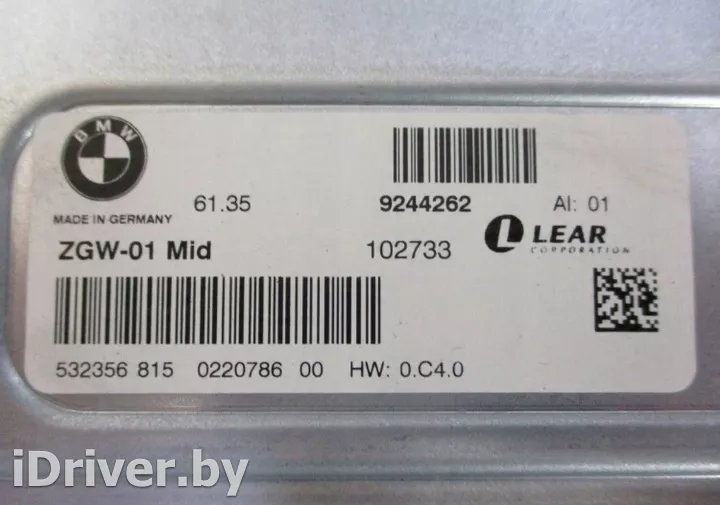 BMW
61.35
9244262
AI: 01
MADE IN GERMANY
ZGW-01 Mid
102733
LEAR
CORPORATION
532356 815 0220786 00 HW: 0.C4.0
iDriver.by